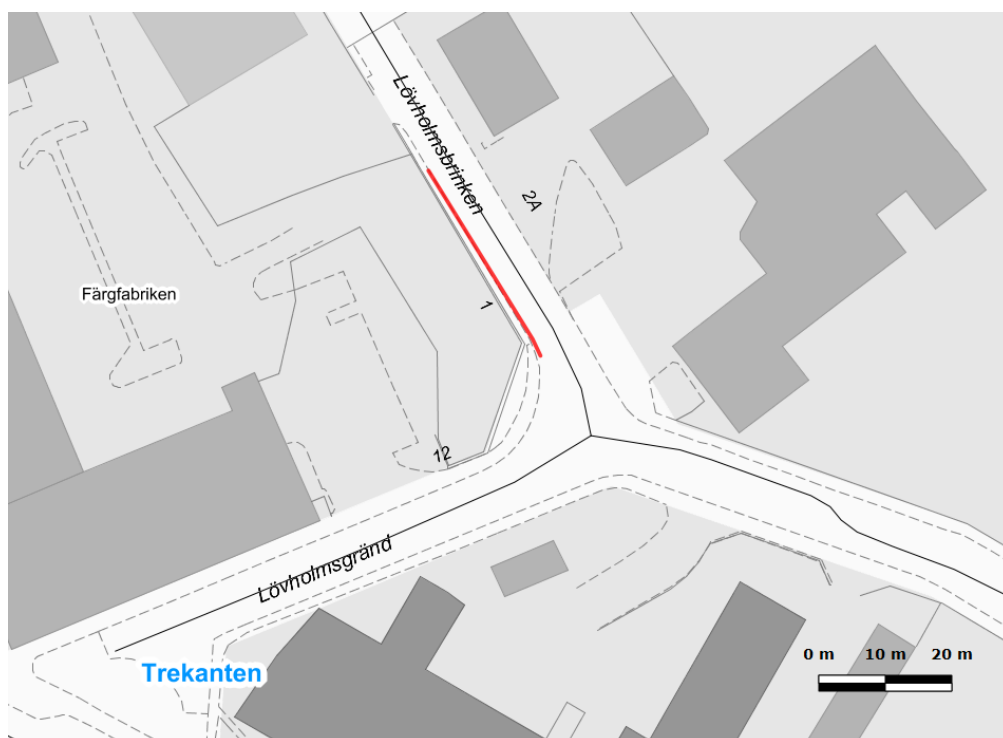 Lövholmsbrinken
2A
Färgfabriken
1
12
Lövholmsgränd
Trekanten
0 m 10 m 20 m